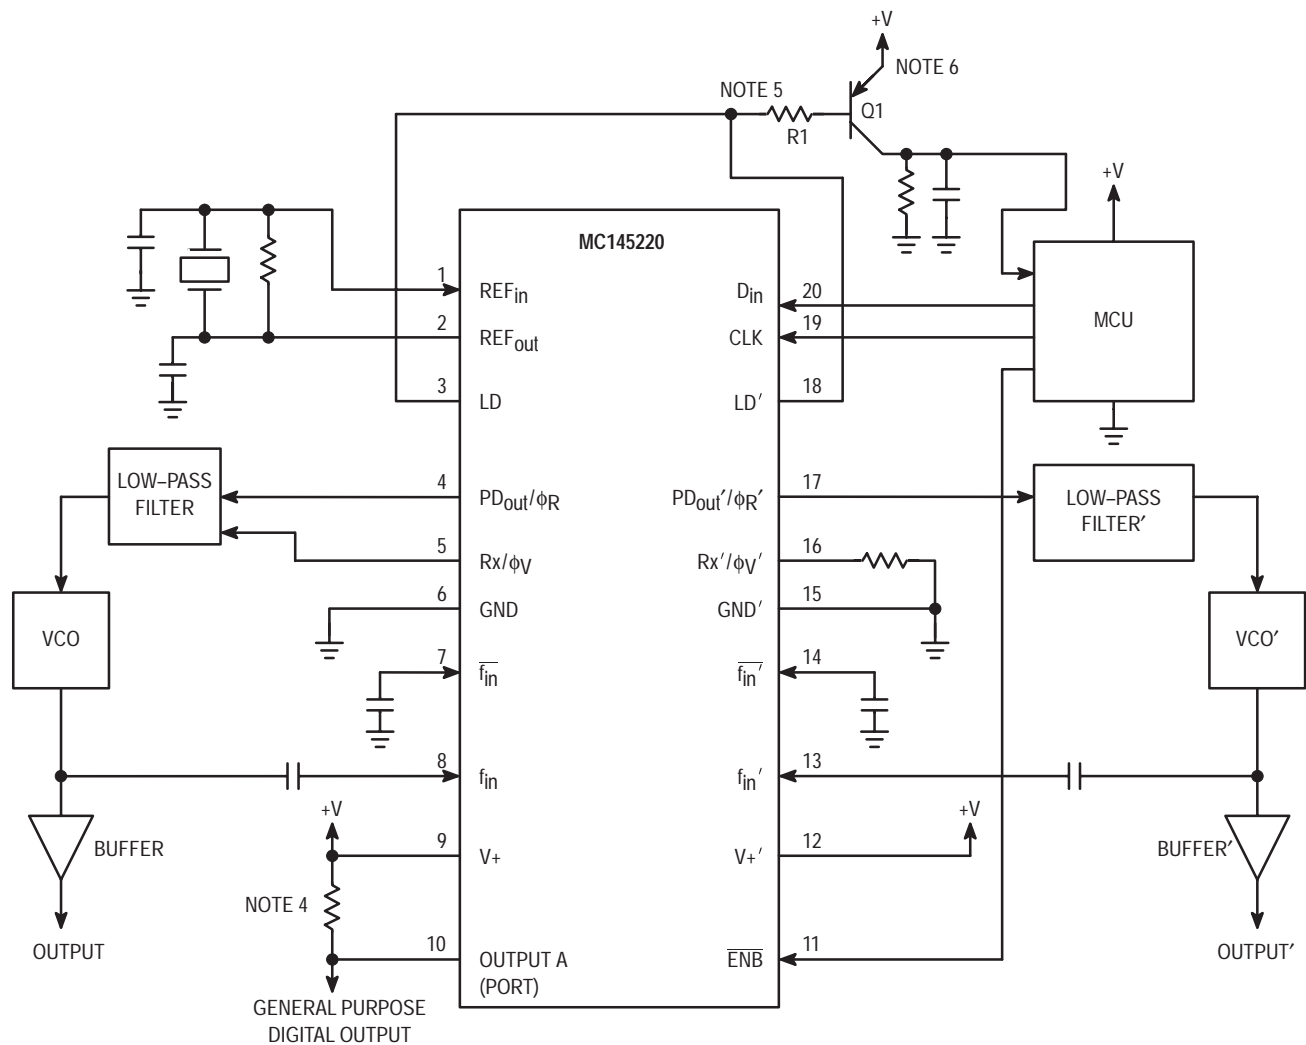 +V
NOTE 6
NOTE 5
Q1
R1
+V
MC145220
1
REFin
Din
20
MCU
2
REFout
CLK
19
3
LD
LD′
18
LOW–PASS
FILTER
4
PDout/ϕR
PDout′/ϕR′
17
LOW–PASS
FILTER′
5
Rx/ϕV
Rx′/ϕV′
16
6
GND
GND′
15
VCO
VCO′
7
fin
fin′
14
8
fin
fin′
13
+V
+V
BUFFER
9
V+
V+′
12
BUFFER′
NOTE 4
OUTPUT
10
OUTPUT A
(PORT)
ENB
11
OUTPUT′
GENERAL PURPOSE
DIGITAL OUTPUT